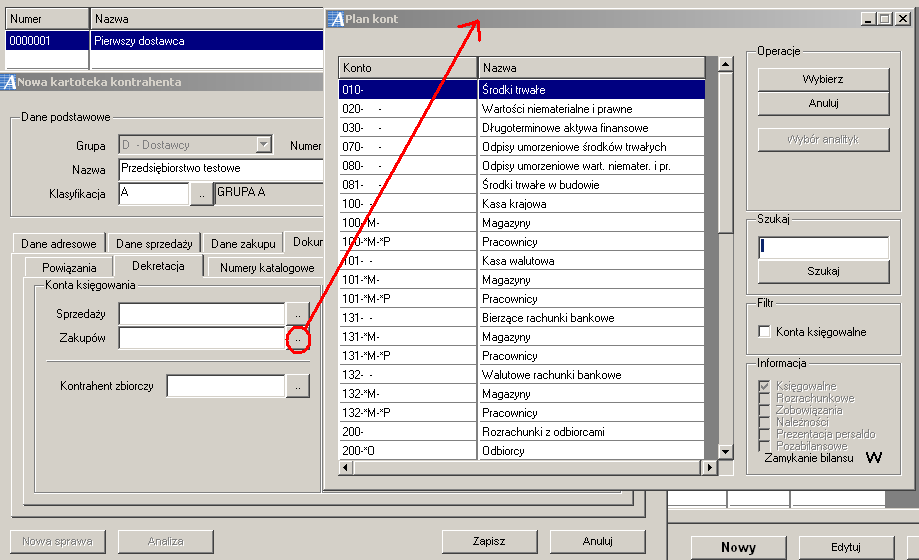 Numer Nazwa
0000001 Pierwszy dostawca
Nowa kartoteka kontrahenta
Dane podstawowe
Grupa D - Dostawcy Numer
Nazwa Przedsiębiorstwo testowe
Klasyfikacja A .. GRUPA A
Dane adresowe Dane sprzedaży Dane zakupu Dokur
Powiązania Dekretacja Numery katalogowe
Konta księgowania
Sprzedaży ..
Zakupów ..
Kontrahent zbiorczy ..
Nowa sprawa Analiza Zapisz Anuluj
Plan kont
Konto Nazwa
010- Środki trwałe
020- - Wartości niematerialne i prawne
030- - Długoterminowe aktywa finansowe
070- - Odpisy umorzeniowe środków trwałych
080- - Odpisy umorzeniowe wart. niemater. i pr.
081- - Środki trwałe w budowie
100- - Kasa krajowa
100-*M- Magazyny
100-*M-*P Pracownicy
101- - Kasa walutowa
101-*M- Magazyny
101-*M-*P Pracownicy
131- - Bierzące rachunki bankowe
131-*M- Magazyny
131-*M-*P Pracownicy
132- - Walutowe rachunki bankowe
132-*M- Magazyny
132-*M-*P Pracownicy
200- Rozrachunki z odbiorcami
200-*O Odbiorcy
Operacje
Wybierz
Anuluj
Wybór analityk
Szukaj
Szukaj
Filtr
Konta księgowalne
Informacja
Księgowalne
Rozrachunkowe
Zobowiązania
Należności
Prezentacja persaldo
Pozabilansowe
Zamykanie bilansu W
Nowy Edytuj